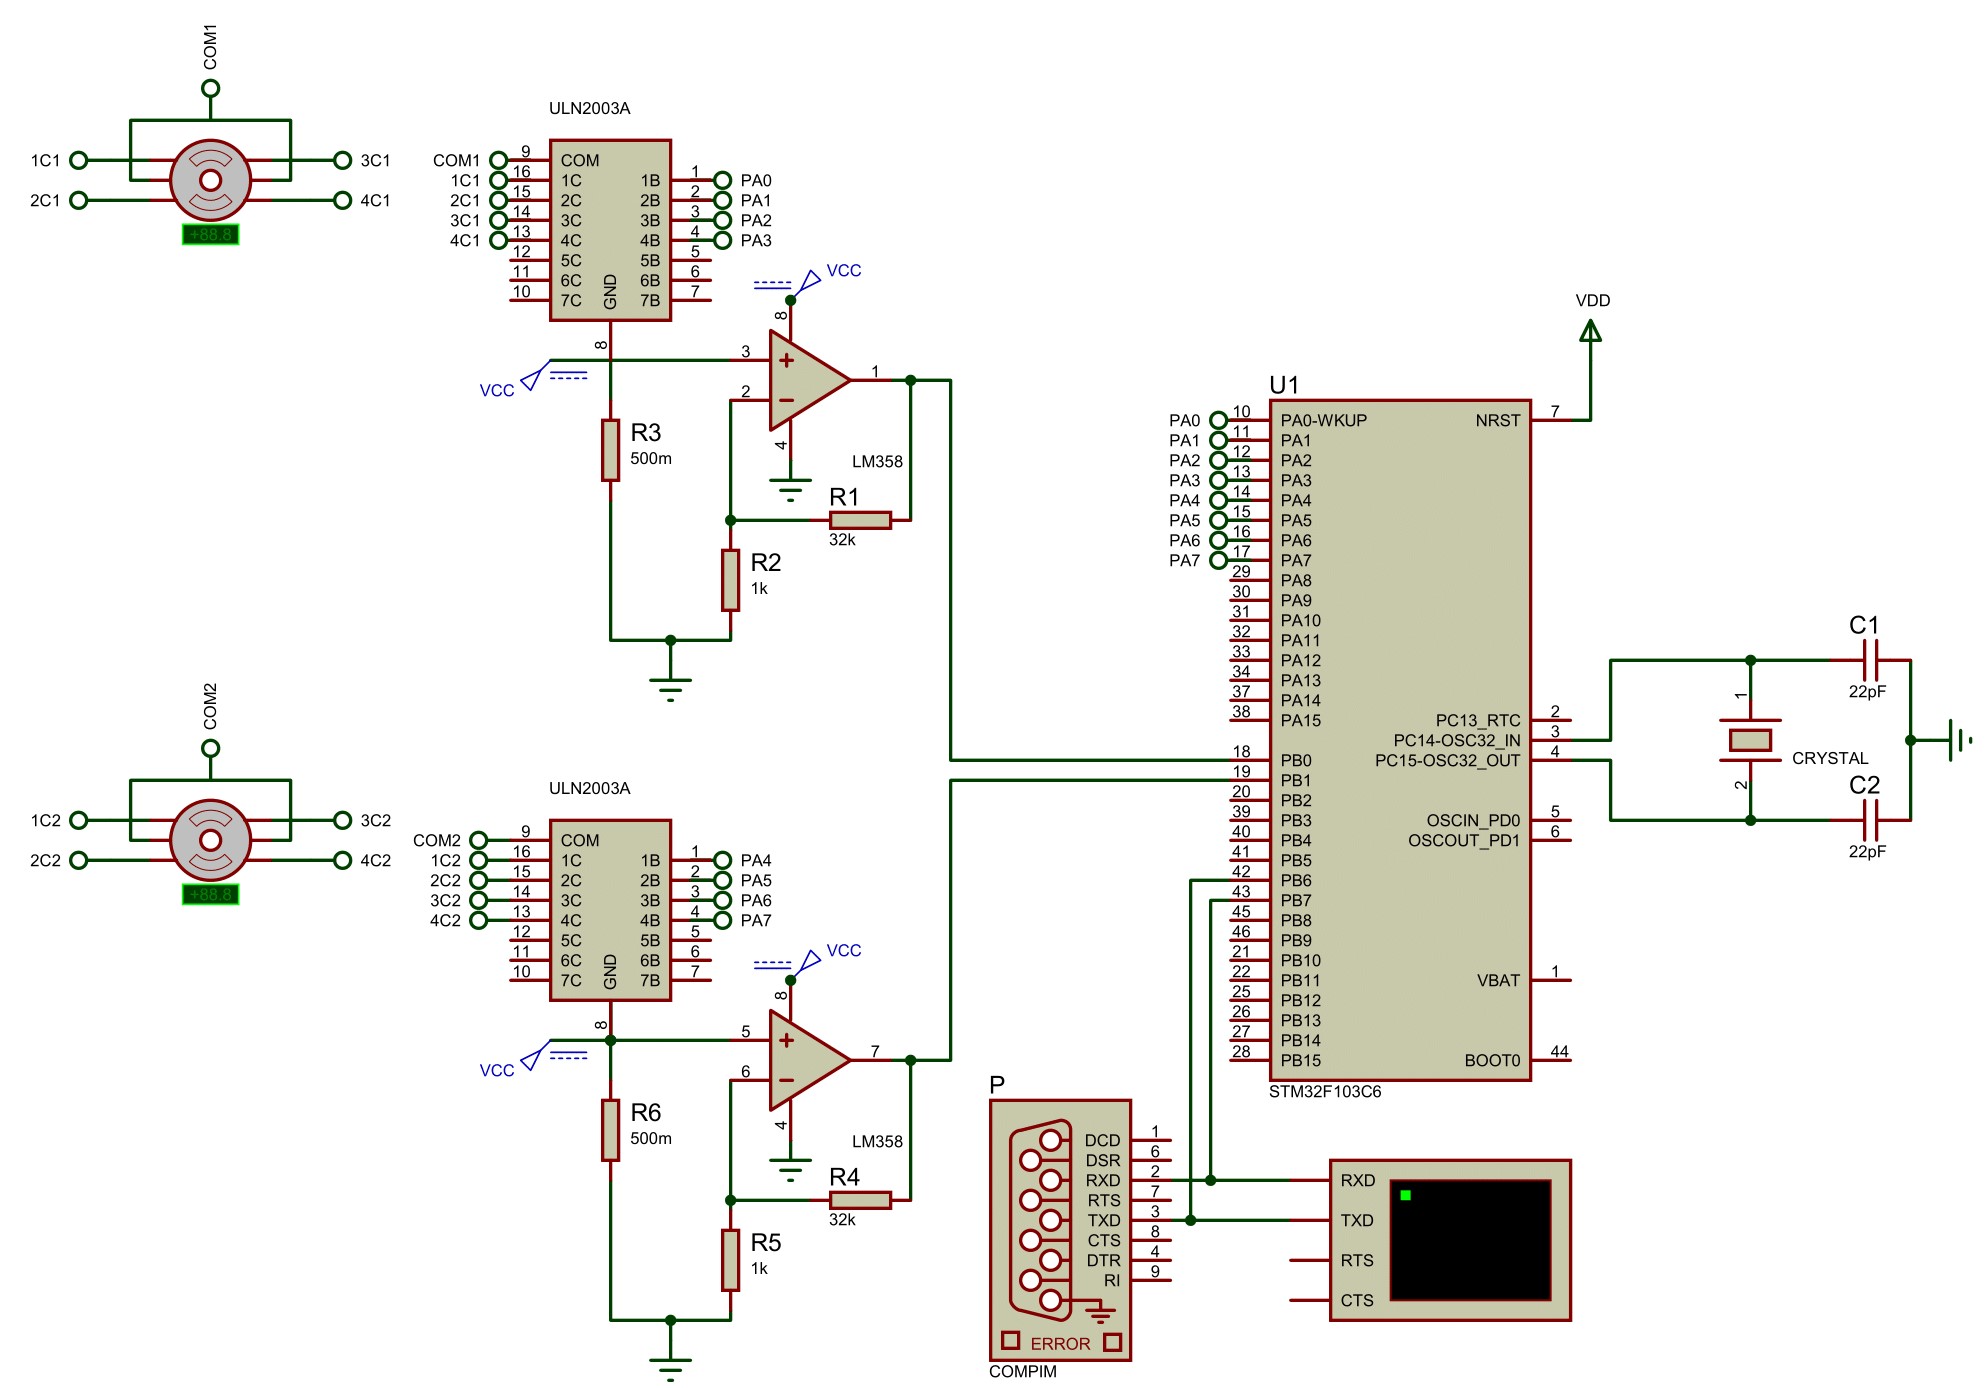 COM1
1C1
2C1
3C1
4C1
+88.8
ULN2003A
COM1 9 COM
1C1 16 1C 1B 1 PA0
2C1 15 2C 2B 2 PA1
3C1 14 3C 3B 3 PA2
4C1 13 4C 4B 4 PA3
12 5C 5B 5
11 6C 6B 6
10 7C GND 7B 7
8
VCC
VCC
8
3
2
1
4
LM358
R3
500m
R1
32k
R2
1k
COM2
1C2
2C2
3C2
4C2
+88.8
ULN2003A
COM2 9 COM
1C2 16 1C 1B 1 PA4
2C2 15 2C 2B 2 PA5
3C2 14 3C 3B 3 PA6
4C2 13 4C 4B 4 PA7
12 5C 5B 5
11 6C 6B 6
10 7C GND 7B 7
8
VCC
VCC
8
5
6
7
4
LM358
R6
500m
R4
32k
R5
1k
VDD
U1
PA0 10 PA0-WKUP NRST 7
PA1 11 PA1
PA2 12 PA2
PA3 13 PA3
PA4 14 PA4
PA5 15 PA5
PA6 16 PA6
PA7 17 PA7
29 PA8
30 PA9
31 PA10
32 PA11
33 PA12
34 PA13
37 PA14
38 PA15 PC13_RTC 2
PC14-OSC32_IN 3
18 PB0 PC15-OSC32_OUT 4
19 PB1
20 PB2
39 PB3 OSCIN_PD0 5
40 PB4 OSCOUT_PD1 6
41 PB5
42 PB6
43 PB7
45 PB8
46 PB9
21 PB10
22 PB11 VBAT 1
25 PB12
26 PB13
27 PB14
28 PB15 BOOT0 44
STM32F103C6
C1
22pF
1
CRYSTAL
2
C2
22pF
P
DCD 1
DSR 6
RXD 2
RTS 7
TXD 3
CTS 8
DTR 4
RI 9
ERROR
COMPIM
RXD
TXD
RTS
CTS